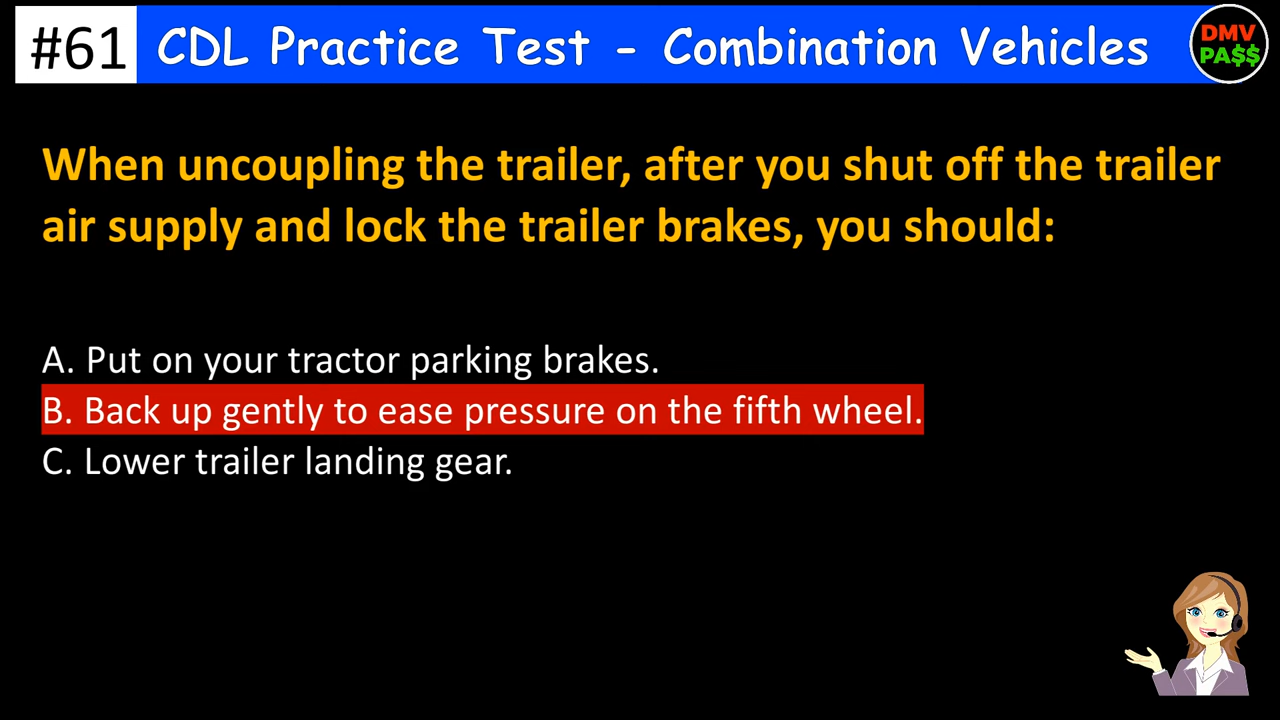 #61 CDL Practice Test - Combination Vehicles
DMV
PA$$
When uncoupling the trailer, after you shut off the trailer
air supply and lock the trailer brakes, you should:
A. Put on your tractor parking brakes.
B. Back up gently to ease pressure on the fifth wheel.
C. Lower trailer landing gear.